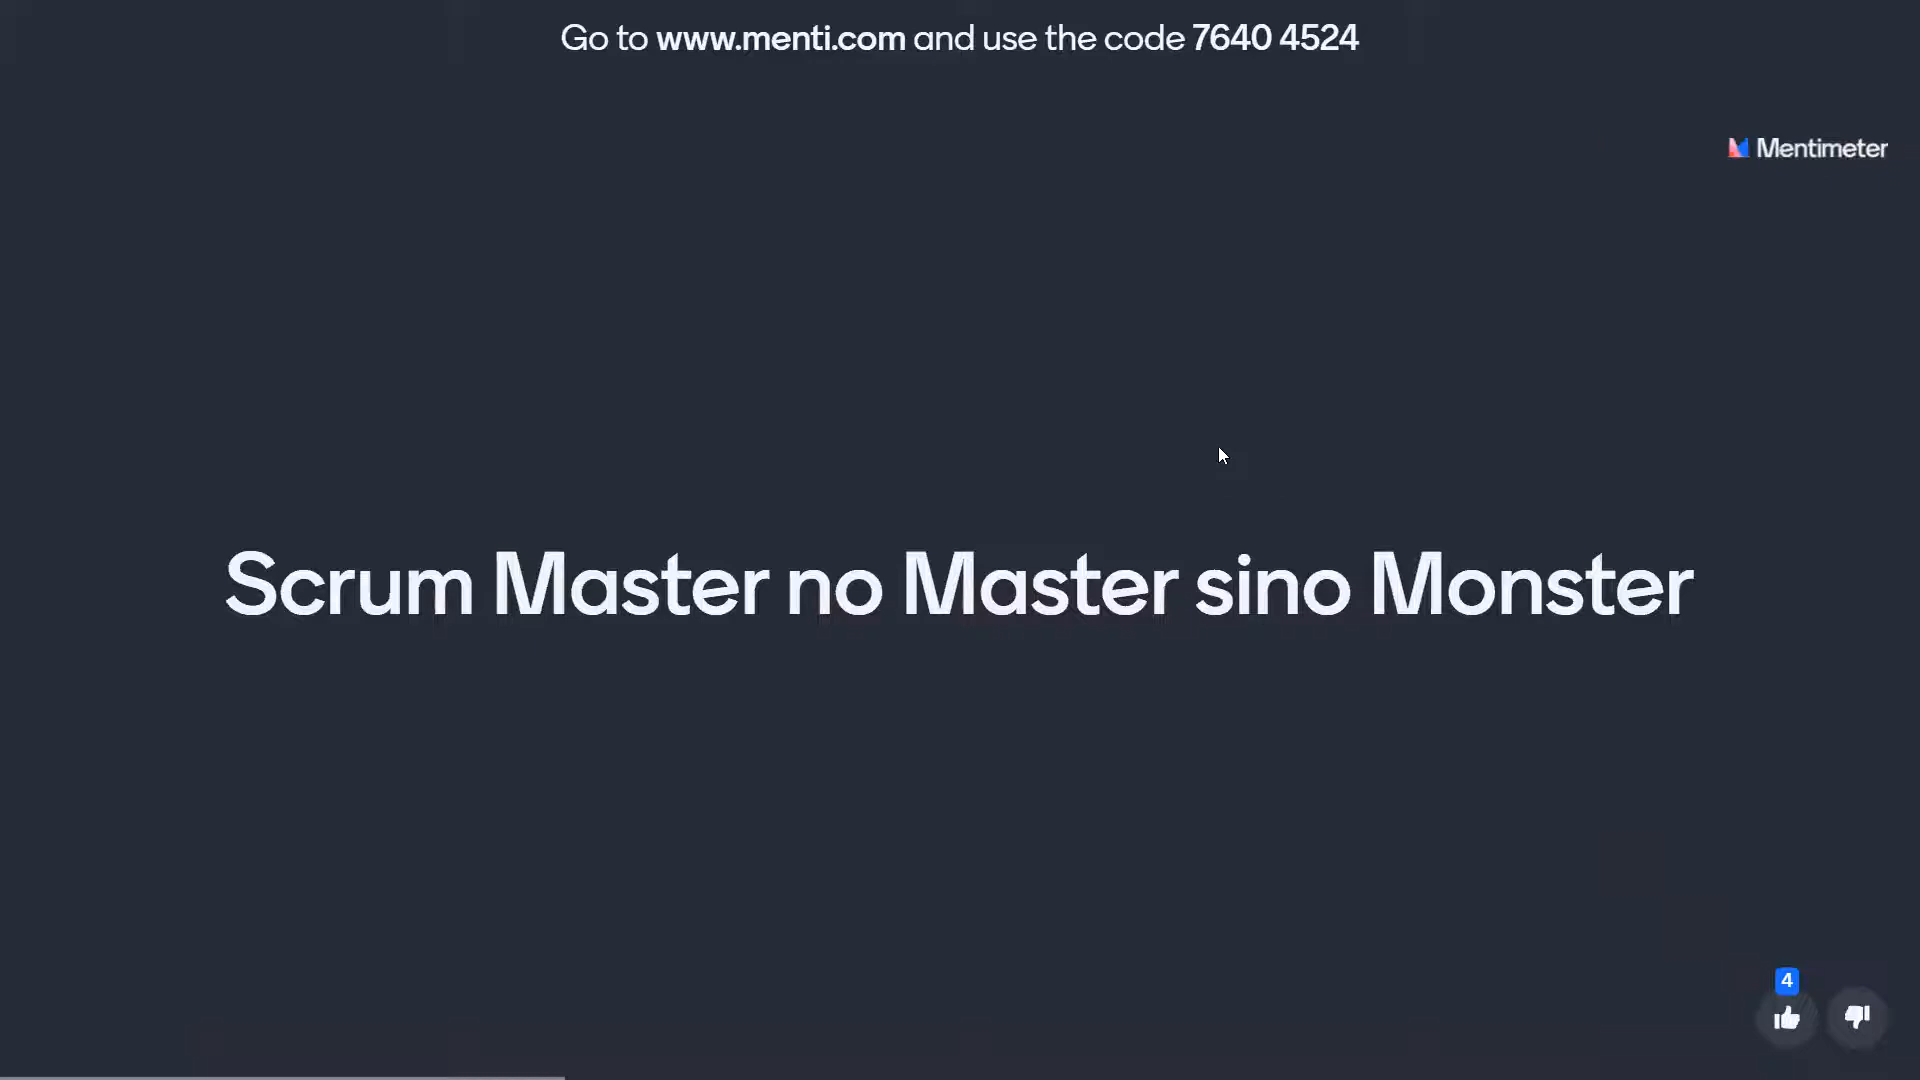 Go to www.menti.com and use the code 7640 4524
Mentimeter
Scrum Master no Master sino Monster
4